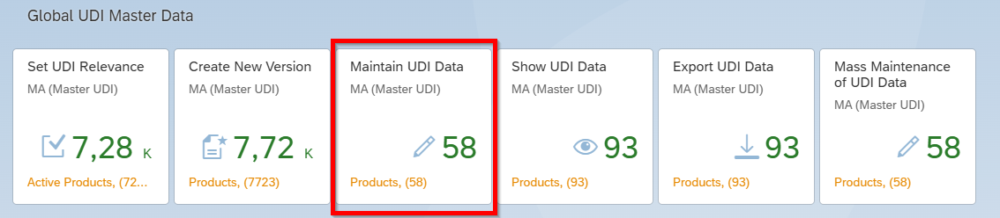 Global UDI Master Data
Set UDI Relevance
MA (Master UDI)
7,28 K
Active Products, (72...
Create New Version
MA (Master UDI)
7,72 K
Products, (7723)
Maintain UDI Data
MA (Master UDI)
58
Products, (58)
Show UDI Data
MA (Master UDI)
93
Products, (93)
Export UDI Data
MA (Master UDI)
93
Products, (93)
Mass Maintenance
of UDI Data
MA (Master UDI)
58
Products, (58)